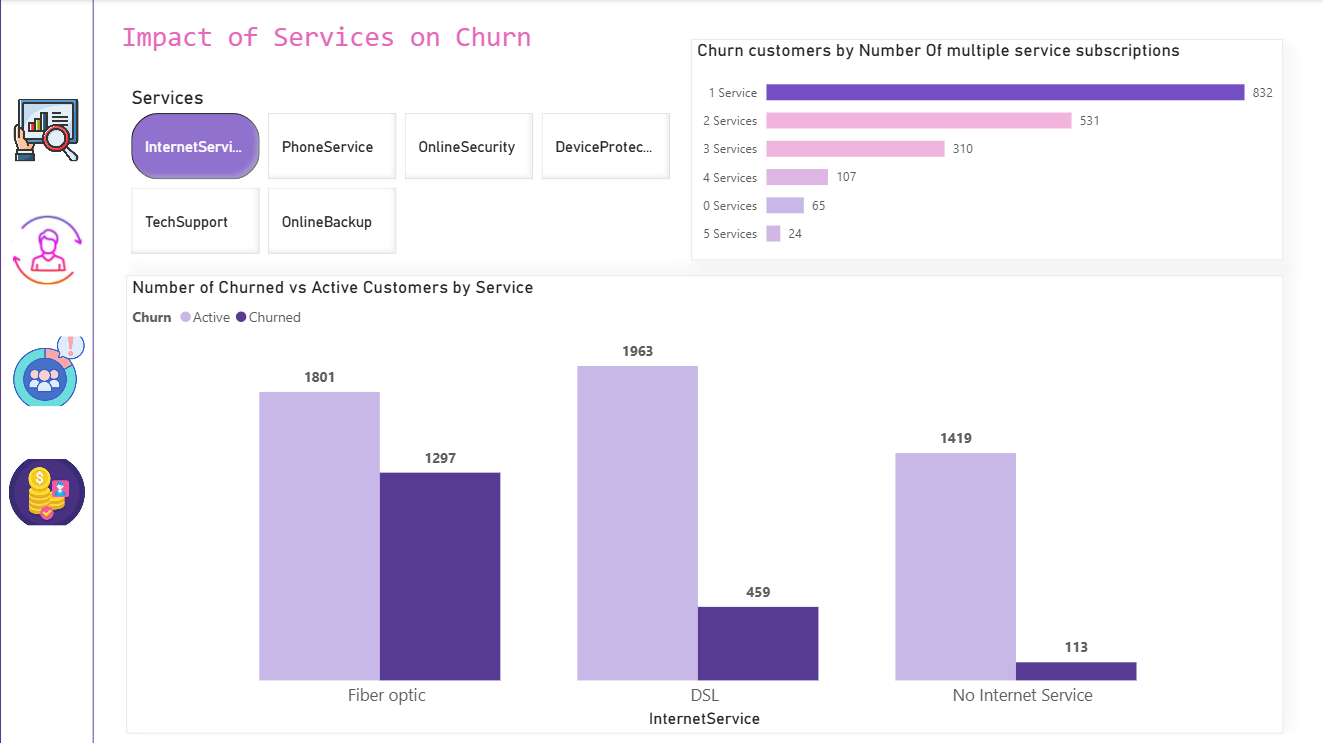 Impact of Services on Churn
Services
InternetServi...
PhoneService
OnlineSecurity
DeviceProtec...
TechSupport
OnlineBackup
Churn customers by Number Of multiple service subscriptions
1 Service 832
2 Services 531
3 Services 310
4 Services 107
0 Services 65
5 Services 24
Number of Churned vs Active Customers by Service
Churn Active Churned
1801
1297
1963
459
1419
113
Fiber optic
DSL
No Internet Service
InternetService